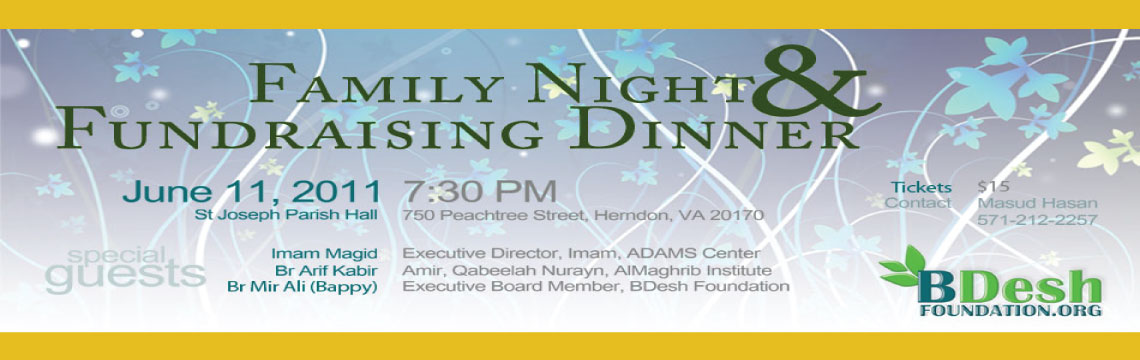 Family Night &
Fundraising Dinner
June 11, 2011 7:30 PM
St Joseph Parish Hall 750 Peachtree Street, Herndon, VA 20170
Tickets $15
Contact Masud Hasan
571-212-2257
special
guests
Imam Magid Executive Director, Imam, ADAMS Center
Br Arif Kabir Amir, Qabeelah Nurayn, AlMaghrib Institute
Br Mir Ali (Bappy) Executive Board Member, BDesh Foundation
BDesh
FOUNDATION.ORG